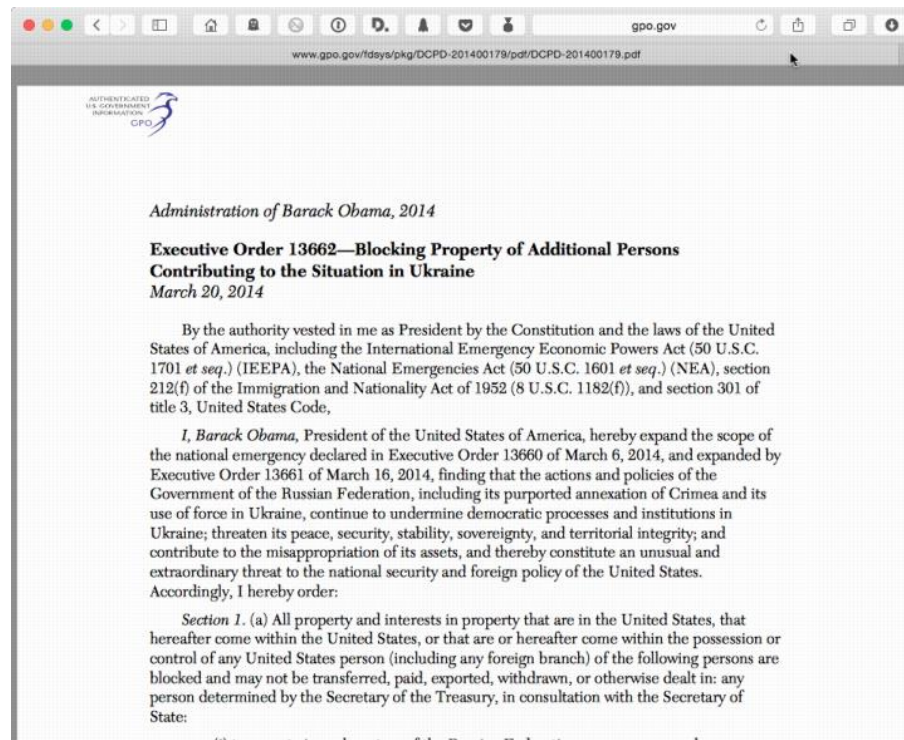 gpo.gov
www.gpo.gov/fdsys/pkg/DCPD-201400179/pdf/DCPD-201400179.pdf
AUTHENTICATED
U.S. GOVERNMENT
INFORMATION
GPO
Administration of Barack Obama, 2014
Executive Order 13662—Blocking Property of Additional Persons
Contributing to the Situation in Ukraine
March 20, 2014
By the authority vested in me as President by the Constitution and the laws of the United
States of America, including the International Emergency Economic Powers Act (50 U.S.C.
1701 et seq.) (IEEPA), the National Emergencies Act (50 U.S.C. 1601 et seq.) (NEA), section
212(f) of the Immigration and Nationality Act of 1952 (8 U.S.C. 1182(f)), and section 301 of
title 3, United States Code,
I, Barack Obama, President of the United States of America, hereby expand the scope of
the national emergency declared in Executive Order 13660 of March 6, 2014, and expanded by
Executive Order 13661 of March 16, 2014, finding that the actions and policies of the
Government of the Russian Federation, including its purported annexation of Crimea and its
use of force in Ukraine, continue to undermine democratic processes and institutions in
Ukraine; threaten its peace, security, stability, sovereignty, and territorial integrity; and
contribute to the misappropriation of its assets, and thereby constitute an unusual and
extraordinary threat to the national security and foreign policy of the United States.
Accordingly, I hereby order:
Section 1. (a) All property and interests in property that are in the United States, that
hereafter come within the United States, or that are or hereafter come within the possession or
control of any United States person (including any foreign branch) of the following persons are
blocked and may not be transferred, paid, exported, withdrawn, or otherwise dealt in: any
person determined by the Secretary of the Treasury, in consultation with the Secretary of
State: